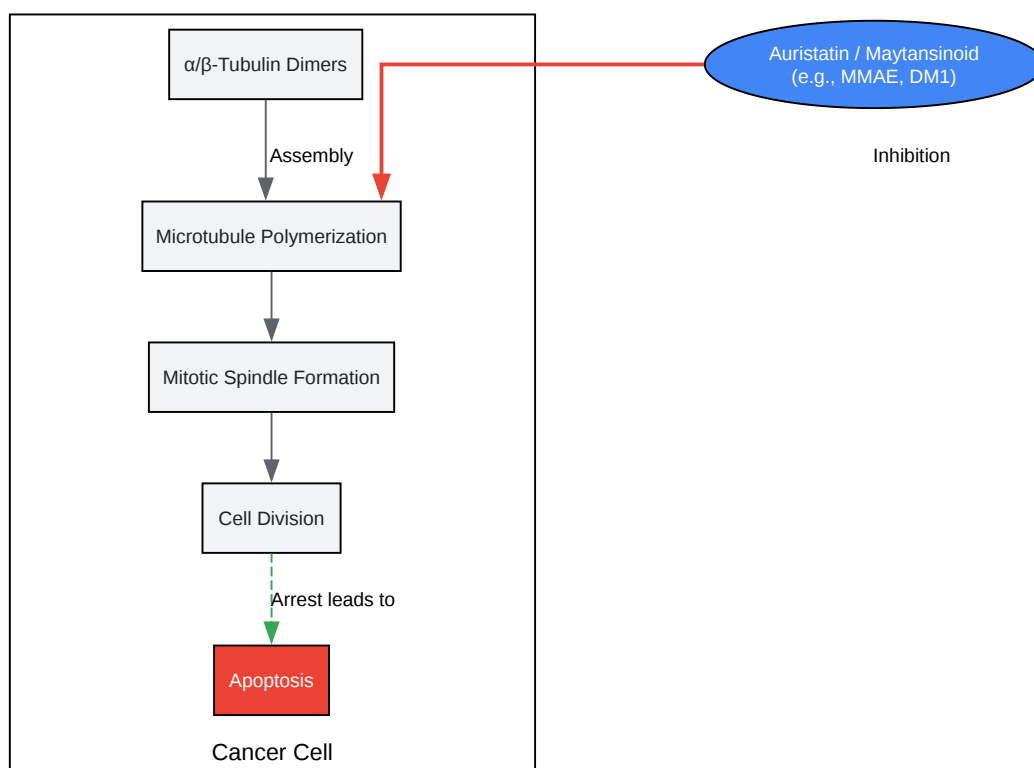 α/β-Tubulin Dimers
Auristatin / Maytansinoid
(e.g., MMAE, DM1)
Assembly
Inhibition
Microtubule Polymerization
Mitotic Spindle Formation
Cell Division
Arrest leads to
Apoptosis
Cancer Cell